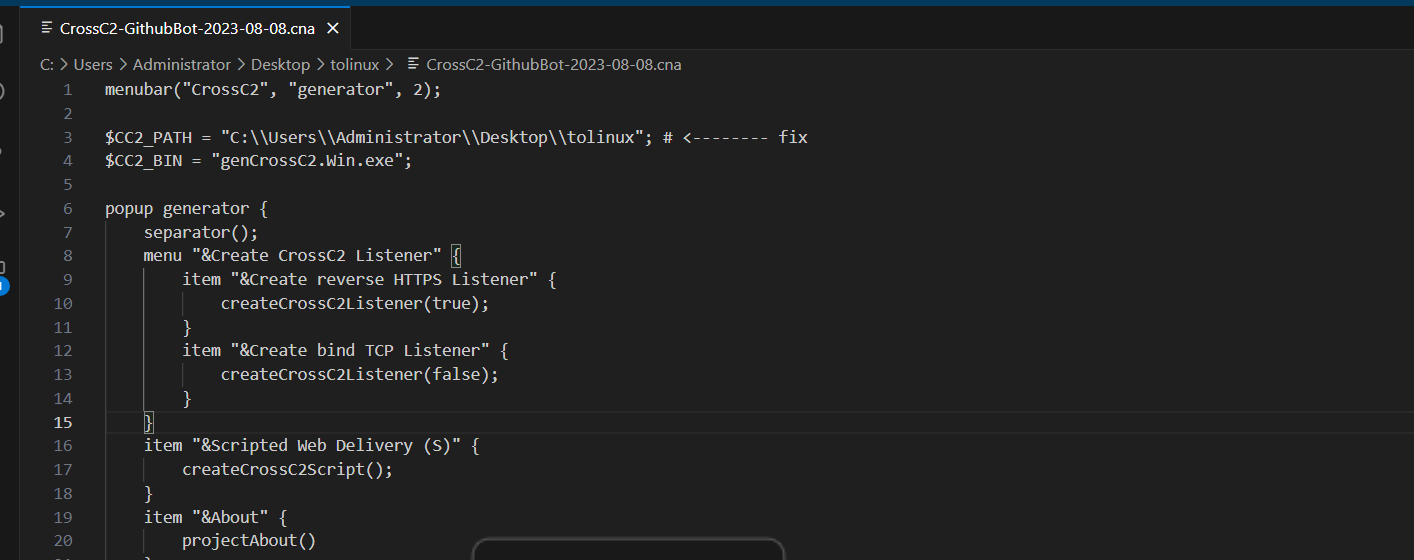 CrossC2-GithubBot-2023-08-08.cna
C: > Users > Administrator > Desktop > tolinux > CrossC2-GithubBot-2023-08-08.cna
1 menubar("CrossC2", "generator", 2);
2
3 $CC2_PATH = "C:\\Users\\Administrator\\Desktop\\tolinux"; # <-------- fix
4 $CC2_BIN = "genCrossC2.Win.exe";
5
6 popup generator {
7     separator();
8     menu "&Create CrossC2 Listener" {
9         item "&Create reverse HTTPS Listener" {
10             createCrossC2Listener(true);
11         }
12         item "&Create bind TCP Listener" {
13             createCrossC2Listener(false);
14         }
15     }
16     item "&Scripted Web Delivery (S)" {
17         createCrossC2Script();
18     }
19     item "&About" {
20         projectAbout()